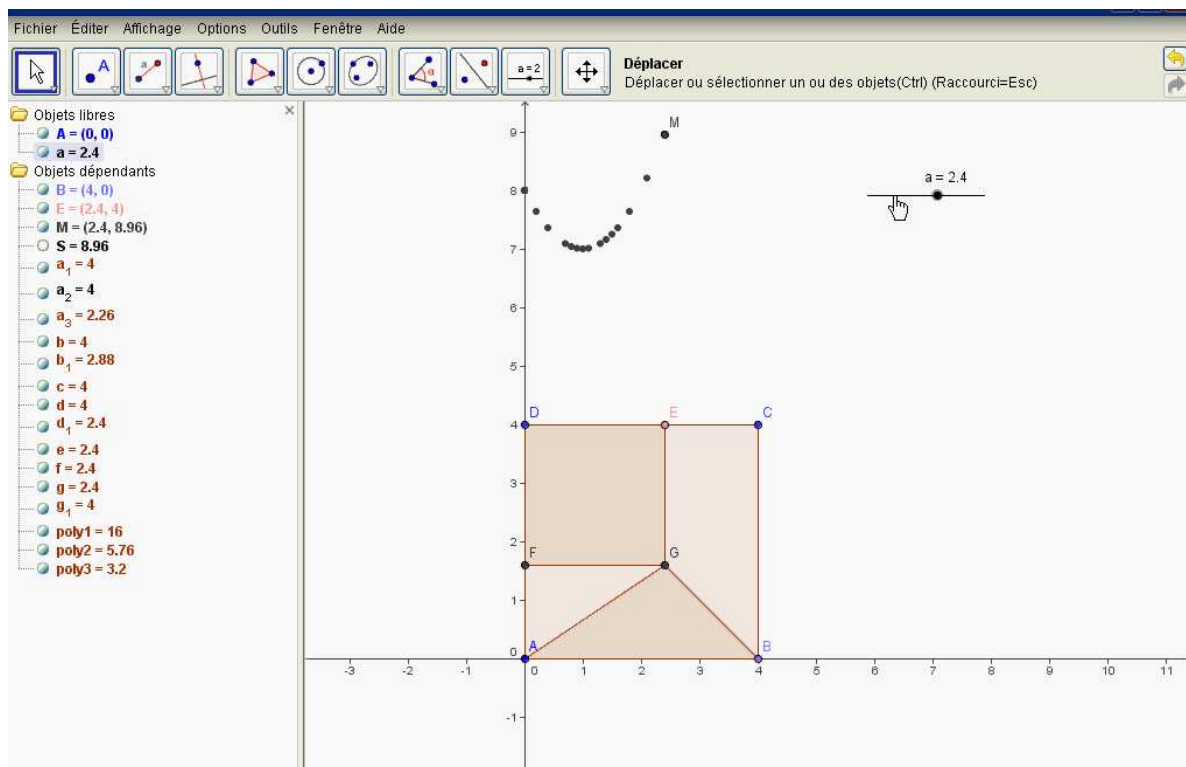 Fichier Éditer Affichage Options Outils Fenêtre Aide
A
a
α
a=2
Déplacer
Déplacer ou sélectionner un ou des objets(Ctrl) (Raccourci=Esc)
Objets libres
A = (0, 0)
a = 2.4
Objets dépendants
B = (4, 0)
E = (2.4, 4)
M = (2.4, 8.96)
S = 8.96
a₁ = 4
a₂ = 4
a₃ = 2.26
b = 4
b₁ = 2.88
c = 4
d = 4
d₁ = 2.4
e = 2.4
f = 2.4
g = 2.4
g₁ = 4
poly1 = 16
poly2 = 5.76
poly3 = 3.2
9
M
a = 2.4
8
7
6
5
D E C
4
3
2
F G
1
A B
0
-3 -2 -1 0 1 2 3 4 5 6 7 8 9 10 11
-1